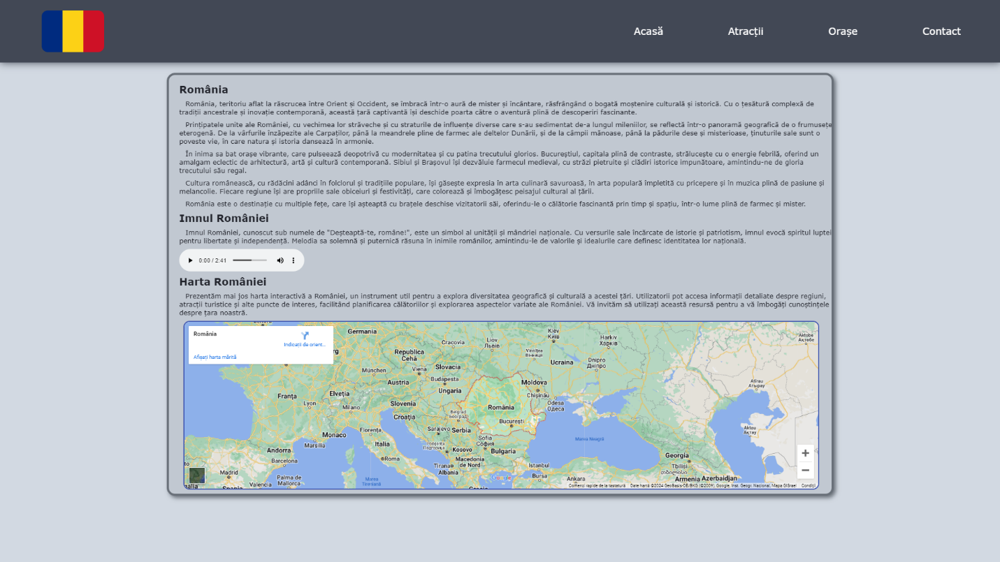 Acasă
Atracții
Orașe
Contact
România
România, teritoriu aflat la răscrucea între Orient și Occident, se îmbracă într-o aură de mister și încântare, răsfrângând o bogată moștenire culturală și istorică. Cu o țesătură complexă de
tradiții ancestrale și inovație contemporană, această țară captivantă își deschide poarta către o aventură plină de descoperiri fascinante.
Prințipatele unite ale României, cu vechimea lor străveche și cu straturile de influențe diverse care s-au sedimentat de-a lungul mileniilor, se reflectă într-o panoramă geografică de o frumusețe
eterogenă. De la vârfurile înzăpezite ale Carpaților, până la meandrele pline de farmec ale deltelor Dunării, și de la câmpii mănoase, până la pădurile dese și misterioase, ținuturile sale sunt o
poveste vie, în care natura și istoria dansează în armonie.
În inima sa bat orașe vibrante, care pulseează deopotrivă cu modernitatea și cu patina trecutului glorios. Bucureștiul, capitala plină de contraste, strălucește cu o energie febrilă, oferind un
amalgam eclectic de arhitectură, artă și cultură contemporană. Sibiul și Brașovul își dezvăluie farmecul medieval, cu străzi pietruite și clădiri istorice impunătoare, amintindu-ne de gloria
trecutului său regal.
Cultura românească, cu rădăcini adânci în folclorul și tradițiile populare, își găsește expresia în arta culinară savuroasă, în arta populară împletită cu pricepere și în muzica plină de pasiune și
melancolie. Fiecare regiune își are propriile sale obiceiuri și festivități, care colorează și îmbogățesc peisajul cultural al țării.
România este o destinație cu multiple fețe, care își așteaptă cu brațele deschise vizitatorii săi, oferindu-le o călătorie fascinantă prin timp și spațiu, într-o lume plină de farmec și mister.
Imnul României
Imnul României, cunoscut sub numele de "Deșteaptă-te, române!", este un simbol al unității și mândriei naționale. Cu versurile sale încărcate de istorie și patriotism, imnul evocă spiritul luptei
pentru libertate și independență. Melodia sa solemnă și puternică răsuna în inimile românilor, amintindu-le de valorile și idealurile care definesc identitatea lor națională.
0:00 / 2:41
Harta României
Prezentăm mai jos harta interactivă a României, un instrument util pentru a explora diversitatea geografică și culturală a acestei țări. Utilizatorii pot accesa informații detaliate despre regiuni,
atracții turistice și alte puncte de interes, facilitând planificarea călătoriilor și explorarea aspectelor variate ale României. Vă invităm să utilizați această resursă pentru a vă îmbogăți cunoștințele
despre țara noastră.
România
Indicații de orient...
Afișați harta mărită
Germania
Cracovia
Liov
Львів
Kiev
Київ
Harkiv
Харків
Aktobe
Ақтөбе
Republica
Cehă
Vinnîțea
Вінниця
Ucraina
Dnipro
Дніпро
München
Viena
Slovacia
Austria
Budapesta
Ungaria
Moldova
Chișinău
Atîrau
Атырау
Franța
Elveția
Lyon
Milano
Slovenia
Croația
Belgrad
Београд
România
București
Odesa
Одеса
Aktau
Ақтау
Monaco
Florența
Sarajevo
Serbia
Marea Neagră
Marsilia
Italia
Podgorița
Подгорица
Sofia
София
Kosovo
Bulgaria
Andorra
Barcelona
Roma
Macedonia
de Nord
Tirana
Albania
Istanbul
Georgia
Tbilisi
თბილისი
Madrid
Palma de
Mallorca
Valencia
Marea
Tireniană
Google
Bursa
Ankara
Armenia
Azerbaidjan
Spania
Grecia
Comenzi rapide de la tastatură
Date hartă ©2024 GeoBasis-DE/BKG (©2009), Google, Inst. Geogr. Nacional, Mapa GISrael
Condiții